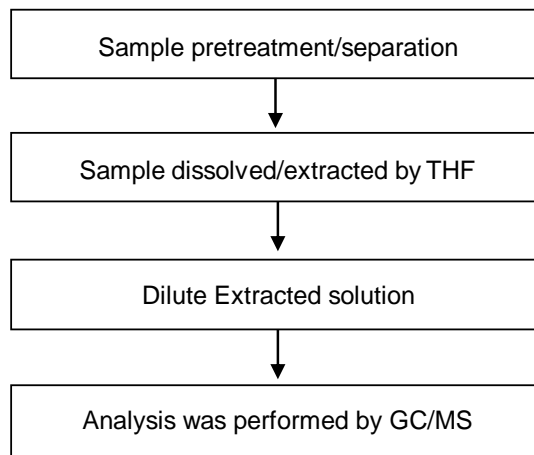 Sample pretreatment/separation
Sample dissolved/extracted by THF
Dilute Extracted solution
Analysis was performed by GC/MS